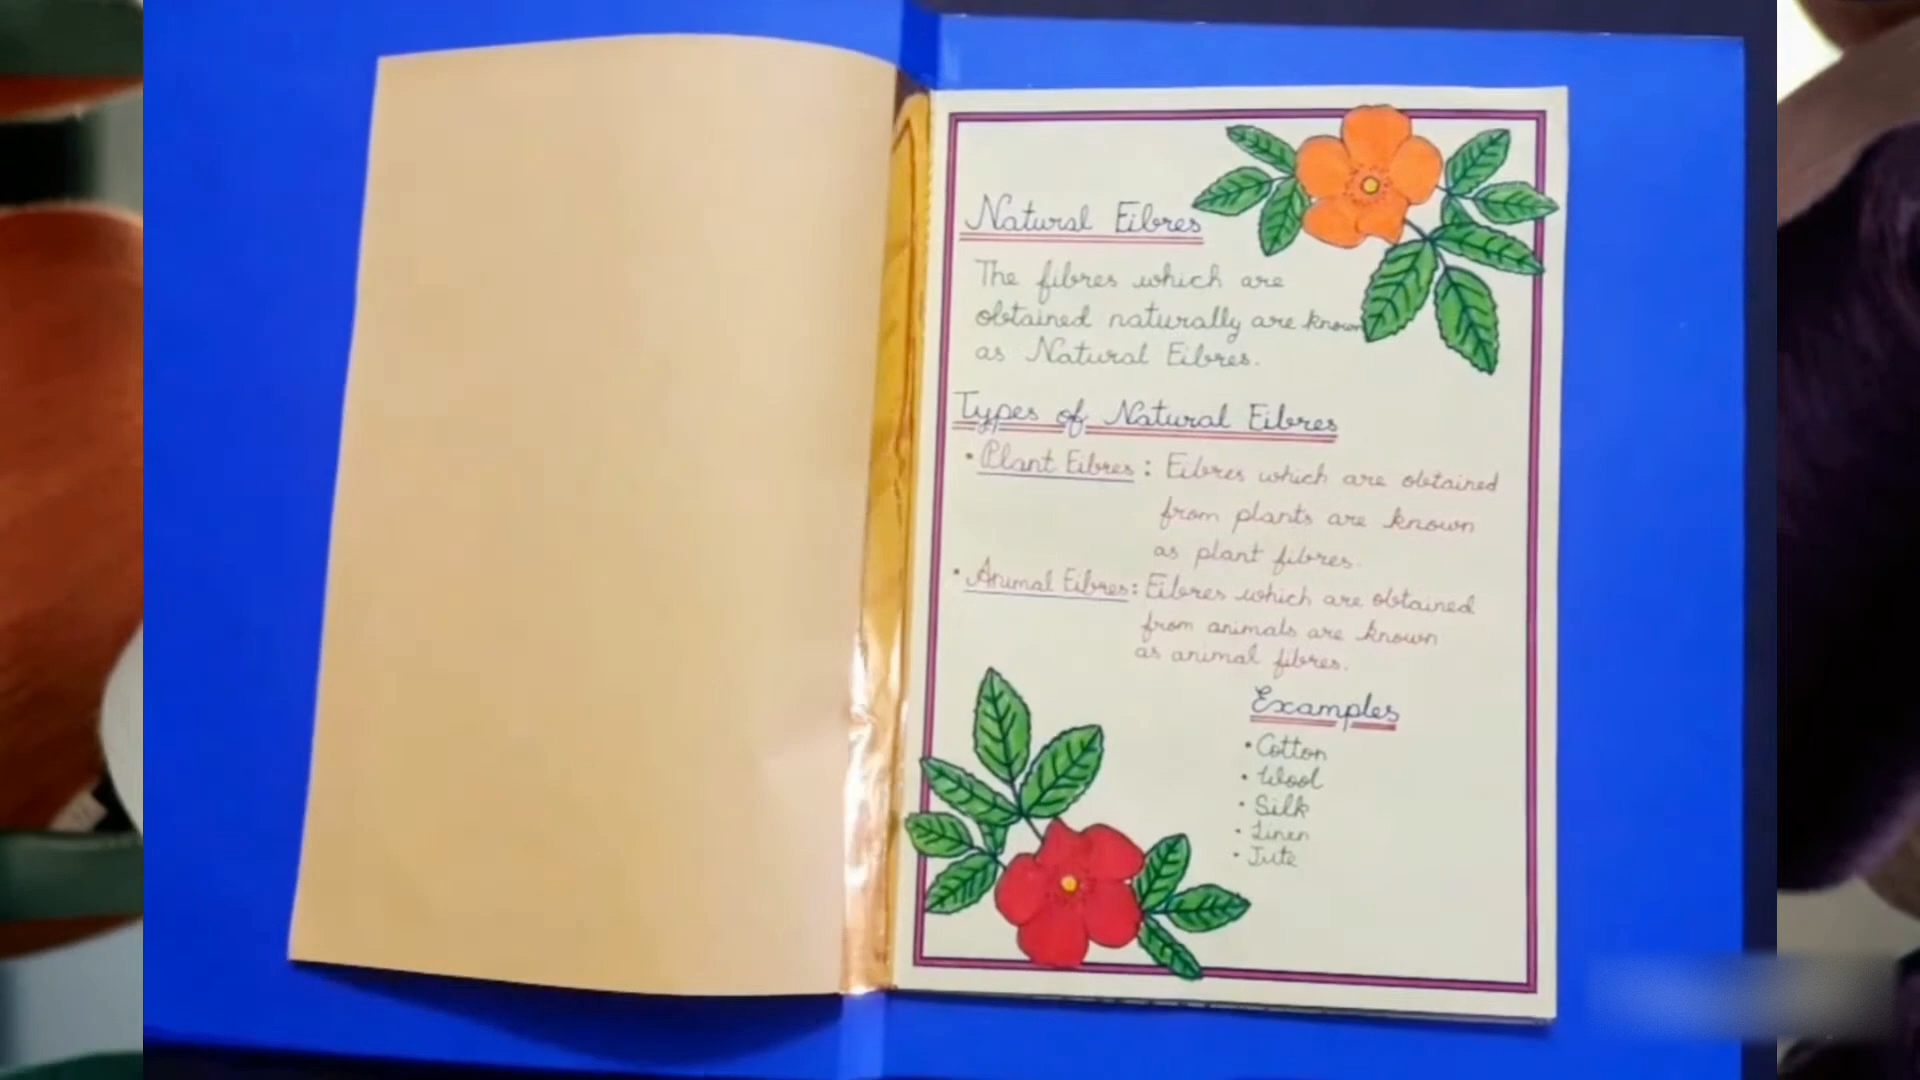 Natural Fibres
The fibres which are
obtained naturally are known
as Natural Fibres.
Types of Natural Fibres
• Plant Fibres : Fibres which are obtained
from plants are known
as plant fibres.
• Animal Fibres : Fibres which are obtained
from animals are known
as animal fibres.
Examples
• Cotton
• Wool
• Silk
• Linen
• Jute